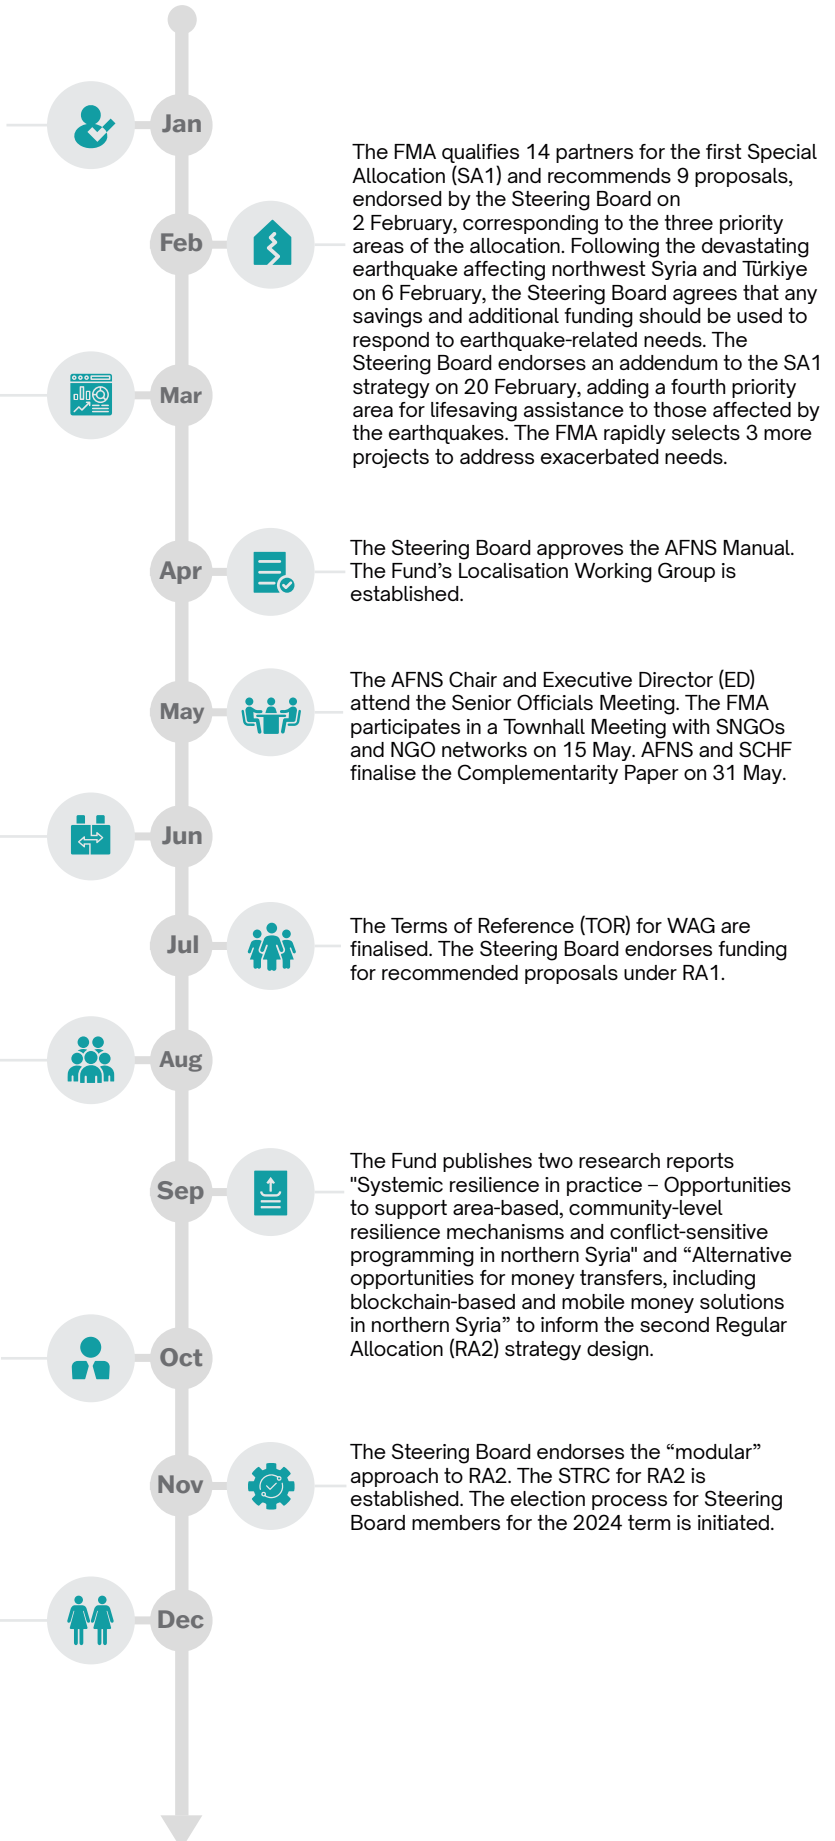 Jan
The FMA qualifies 14 partners for the first Special
Allocation (SA1) and recommends 9 proposals,
endorsed by the Steering Board on
2 February, corresponding to the three priority
areas of the allocation. Following the devastating
earthquake affecting northwest Syria and Türkiye
on 6 February, the Steering Board agrees that any
savings and additional funding should be used to
respond to earthquake-related needs. The
Steering Board endorses an addendum to the SA1
strategy on 20 February, adding a fourth priority
area for lifesaving assistance to those affected by
the earthquakes. The FMA rapidly selects 3 more
projects to address exacerbated needs.
Feb
Mar
Apr
The Steering Board approves the AFNS Manual.
The Fund's Localisation Working Group is
established.
May
The AFNS Chair and Executive Director (ED)
attend the Senior Officials Meeting. The FMA
participates in a Townhall Meeting with SNGOs
and NGO networks on 15 May. AFNS and SCHF
finalise the Complementarity Paper on 31 May.
Jun
Jul
The Terms of Reference (TOR) for WAG are
finalised. The Steering Board endorses funding
for recommended proposals under RA1.
Aug
Sep
The Fund publishes two research reports
"Systemic resilience in practice – Opportunities
to support area-based, community-level
resilience mechanisms and conflict-sensitive
programming in northern Syria" and “Alternative
opportunities for money transfers, including
blockchain-based and mobile money solutions
in northern Syria” to inform the second Regular
Allocation (RA2) strategy design.
Oct
Nov
The Steering Board endorses the “modular”
approach to RA2. The STRC for RA2 is
established. The election process for Steering
Board members for the 2024 term is initiated.
Dec